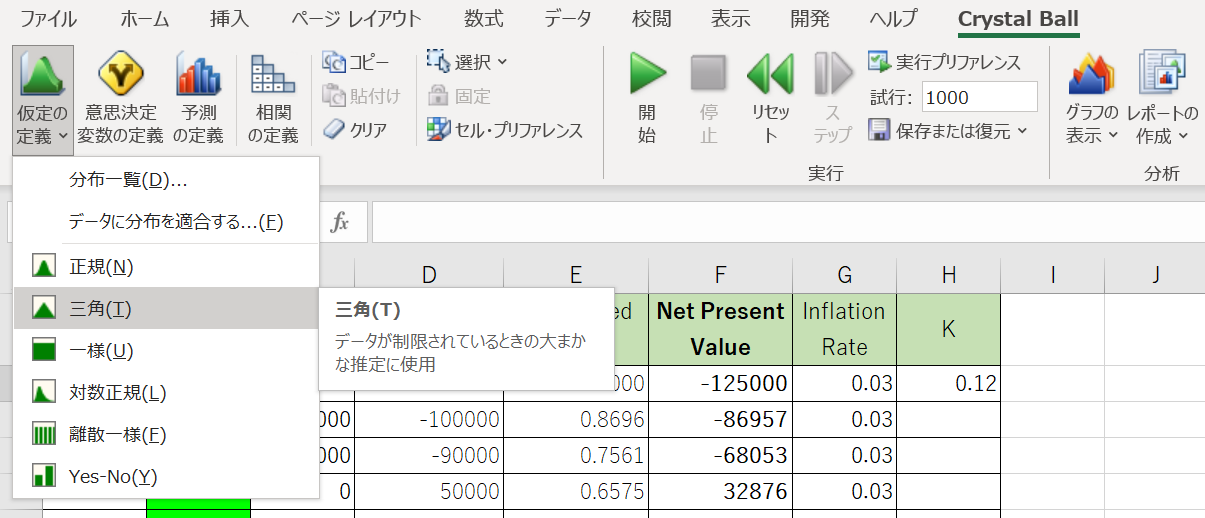 ファイル ホーム 挿入 ページ レイアウト 数式 データ 校閲 表示 開発 ヘルプ Crystal Ball
仮定の
定義
意思決定
変数の定義
予測
の定義
相関
の定義
コピー
貼付け
クリア
選択
固定
セル・プリファレンス
開
始
停
止
リセッ
ト
ス
テップ
実行プリファレンス
試行: 1000
保存または復元
実行
グラフの
表示
レポートの
作成
分析
分布一覧(D)...
データに分布を適合する...(F)
正規(N)
三角(T)
一様(U)
対数正規(L)
離散一様(F)
Yes-No(Y)
三角(T)
データが制限されているときの大まか
な推定に使用
fx
D E F G H I J
ed Net Present Inflation K
Value Rate
000 -125000 0.03 0.12
000 -100000 0.8696 -86957 0.03
000 -90000 0.7561 -68053 0.03
0 50000 0.6575 32876 0.03